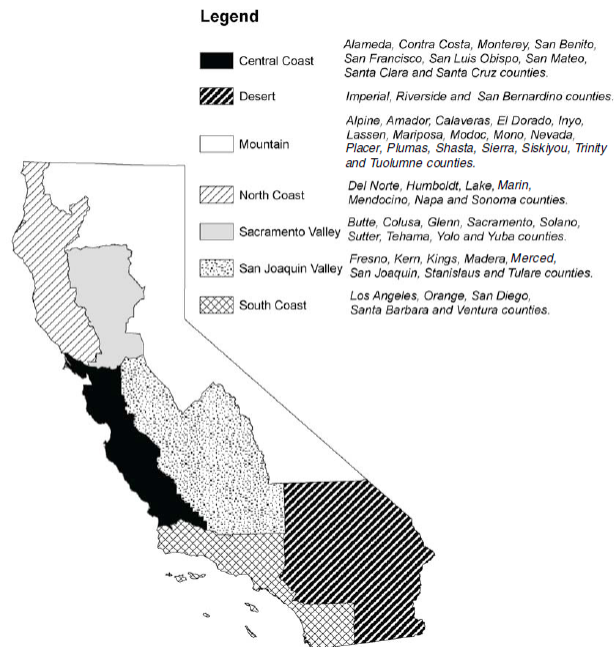 Legend
Central Coast
Alameda, Contra Costa, Monterey, San Benito,
San Francisco, San Luis Obispo, San Mateo,
Santa Clara and Santa Cruz counties.
Desert
Imperial, Riverside and San Bernardino counties.
Mountain
Alpine, Amador, Calaveras, El Dorado, Inyo,
Lassen, Mariposa, Modoc, Mono, Nevada,
Placer, Plumas, Shasta, Sierra, Siskiyou, Trinity
and Tuolumne counties.
North Coast
Del Norte, Humboldt, Lake, Marin,
Mendocino, Napa and Sonoma counties.
Sacramento Valley
Butte, Colusa, Glenn, Sacramento, Solano,
Sutter, Tehama, Yolo and Yuba counties.
San Joaquin Valley
Fresno, Kern, Kings, Madera, Merced,
San Joaquin, Stanislaus and Tulare counties.
South Coast
Los Angeles, Orange, San Diego,
Santa Barbara and Ventura counties.